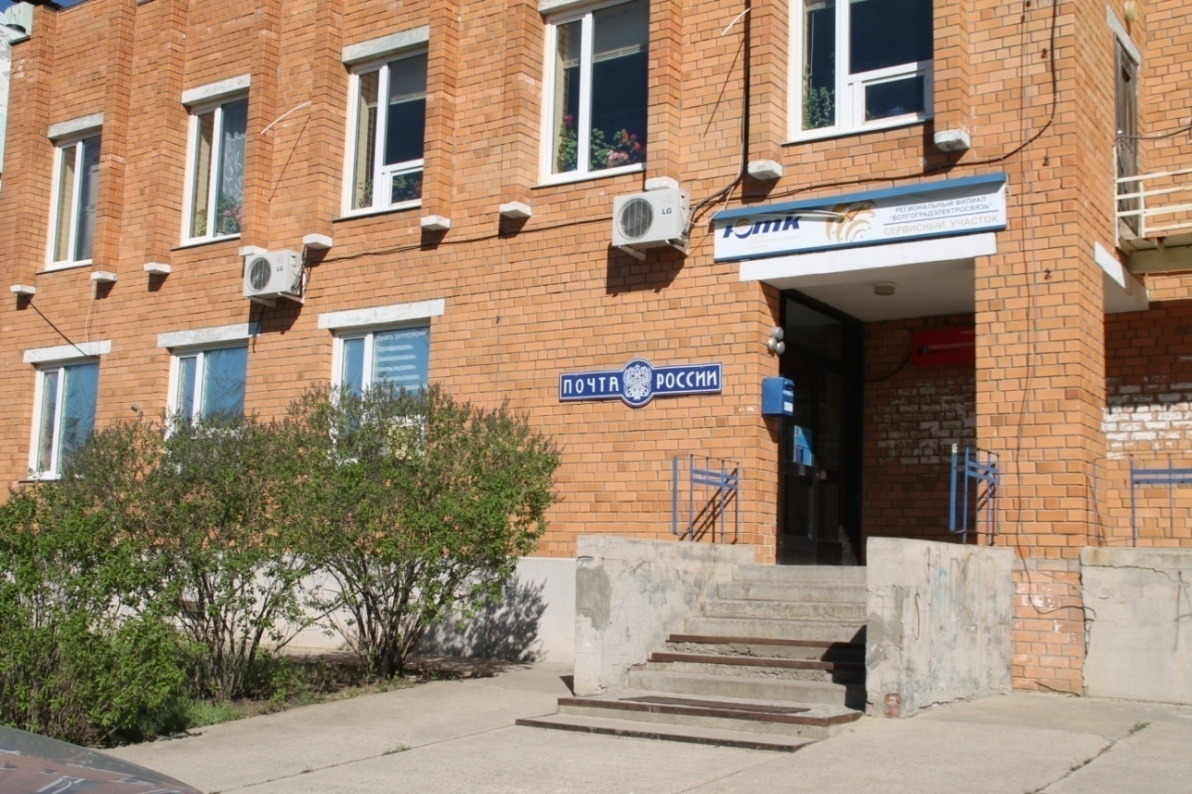 ЮТК
РЕГИОНАЛЬНЫЙ ФИЛИАЛ
"ВОЛГОГРАДЭЛЕКТРОСВЯЗЬ"
СЕРВИСНЫЙ УЧАСТОК
LG
LG
ПОЧТА РОССИИ